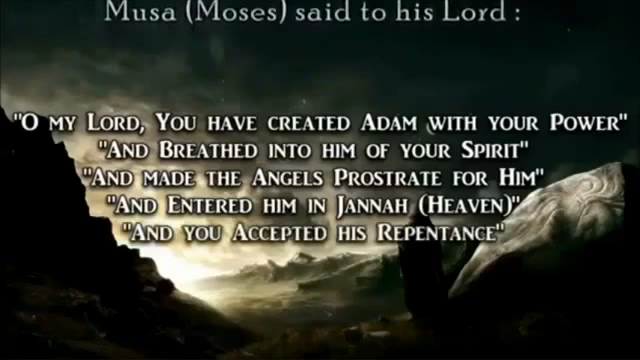 Musa (Moses) said to his Lord :
"O my Lord, You have created Adam with your Power"
"And Breathed into him of your Spirit"
"And made the Angels Prostrate for Him"
"And Entered him in Jannah (Heaven)"
"And you Accepted his Repentance"